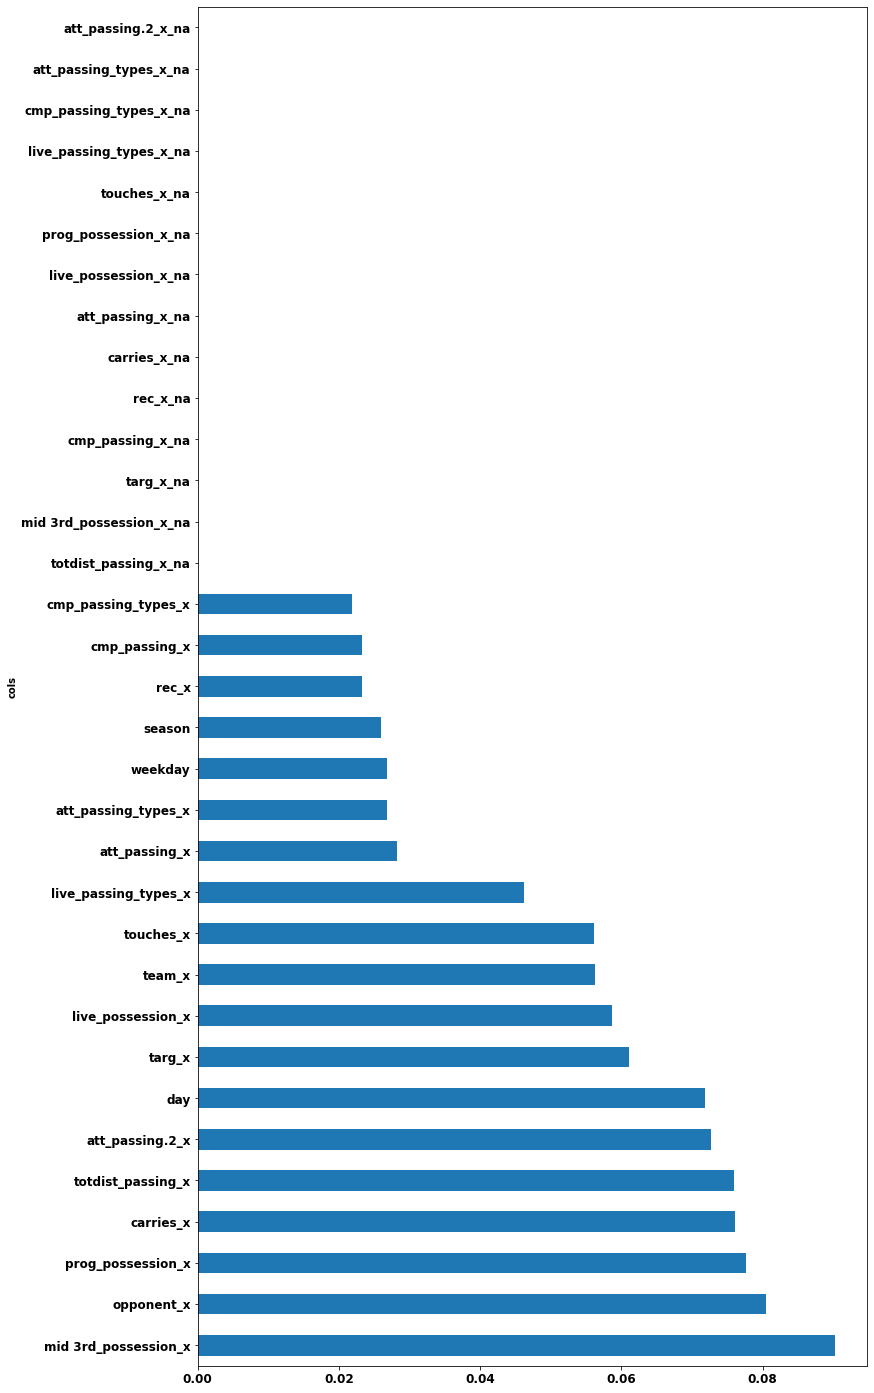 att_passing.2_x_na
att_passing_types_x_na
cmp_passing_types_x_na
live_passing_types_x_na
touches_x_na
prog_possession_x_na
live_possession_x_na
att_passing_x_na
carries_x_na
rec_x_na
cmp_passing_x_na
targ_x_na
mid 3rd_possession_x_na
totdist_passing_x_na
cmp_passing_types_x
cmp_passing_x
rec_x
cols
season
weekday
att_passing_types_x
att_passing_x
live_passing_types_x
touches_x
team_x
live_possession_x
targ_x
day
att_passing.2_x
totdist_passing_x
carries_x
prog_possession_x
opponent_x
mid 3rd_possession_x
0.00 0.02 0.04 0.06 0.08